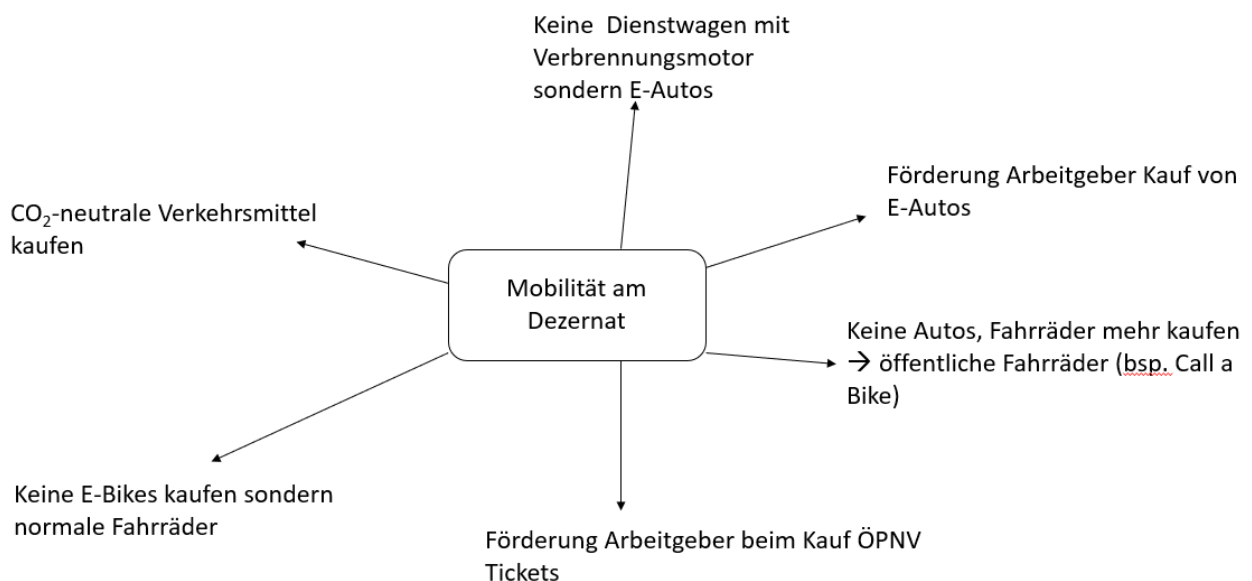 Keine Dienstwagen mit
Verbrennungsmotor
sondern E-Autos
Förderung Arbeitgeber Kauf von
E-Autos
CO₂-neutrale Verkehrsmittel
kaufen
Mobilität am
Dezernat
Keine Autos, Fahrräder mehr kaufen
→ öffentliche Fahrräder (bsp. Call a
Bike)
Keine E-Bikes kaufen sondern
normale Fahrräder
Förderung Arbeitgeber beim Kauf ÖPNV
Tickets